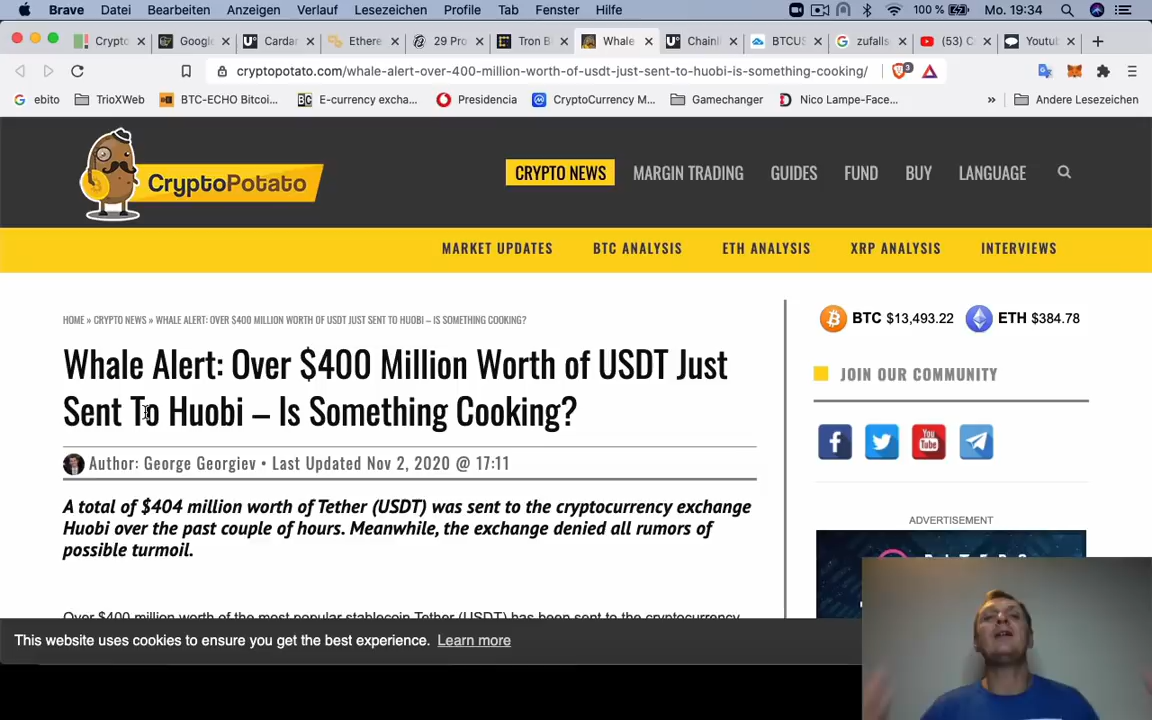 Brave Datei Bearbeiten Anzeigen Verlauf Lesezeichen Profile Tab Fenster Hilfe 100 % Mo. 19:34
Crypto Google Cardar Ethere 29 Pro Tron B Whale Chainli BTCUS zufalls (53) C Youtu
cryptopotato.com/whale-alert-over-400-million-worth-of-usdt-just-sent-to-huobi-is-something-cooking/ 3
ebito TrioXWeb BTC-ECHO Bitcoi... E-currency excha... Presidencia CryptoCurrency M... Gamechanger Nico Lampe-Face... » Andere Lesezeichen
CryptoPotato
CRYPTO NEWS MARGIN TRADING GUIDES FUND BUY LANGUAGE
MARKET UPDATES BTC ANALYSIS ETH ANALYSIS XRP ANALYSIS INTERVIEWS
HOME » CRYPTO NEWS » WHALE ALERT: OVER $400 MILLION WORTH OF USDT JUST SENT TO HUOBI – IS SOMETHING COOKING?
Whale Alert: Over $400 Million Worth of USDT Just
Sent To Huobi – Is Something Cooking?
Author: George Georgiev • Last Updated Nov 2, 2020 @ 17:11
A total of $404 million worth of Tether (USDT) was sent to the cryptocurrency exchange
Huobi over the past couple of hours. Meanwhile, the exchange denied all rumors of
possible turmoil.
Over $400 million worth of the most popular stablecoin Tether (USDT) has been sent to the cryptocurrency
BTC $13,493.22 ETH $384.78
JOIN OUR COMMUNITY
You
Tube
ADVERTISEMENT
This website uses cookies to ensure you get the best experience. Learn more